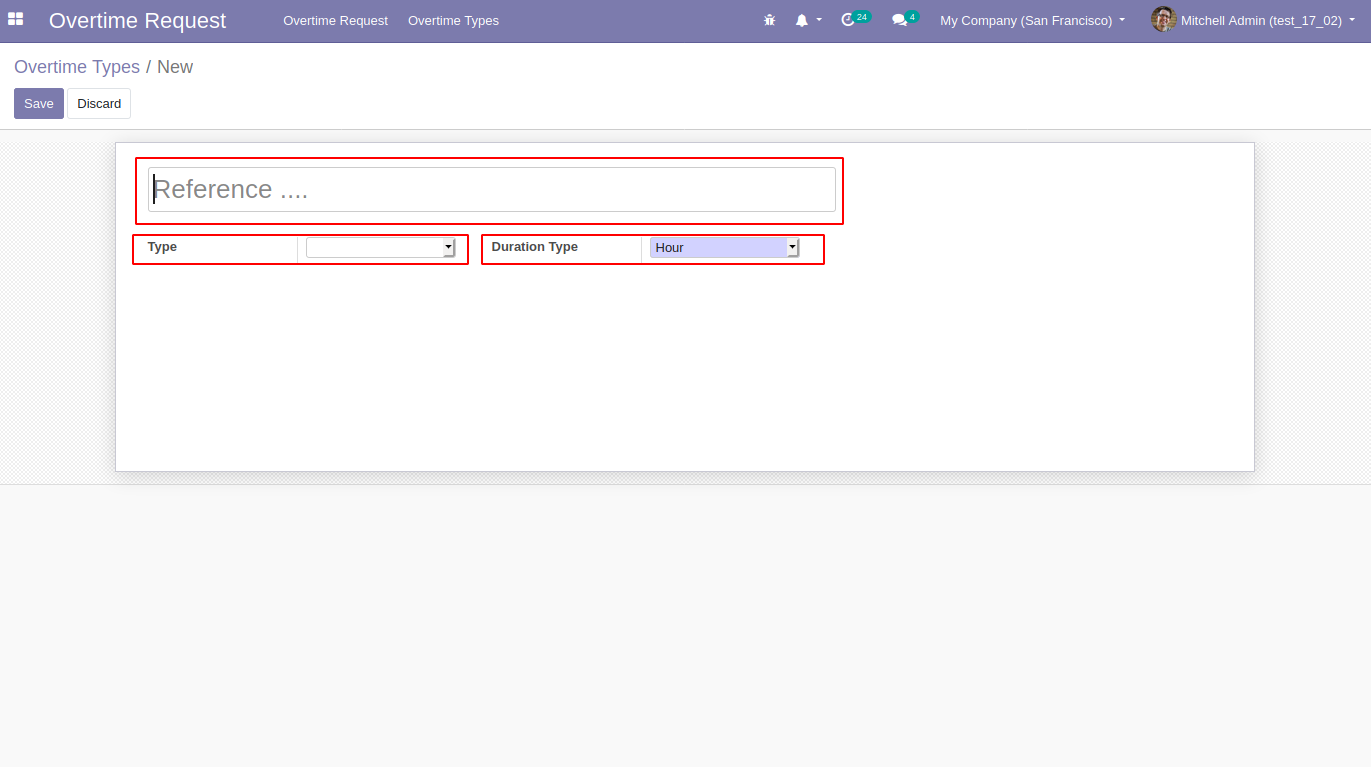 Overtime Request Overtime Request Overtime Types 24 4 My Company (San Francisco) Mitchell Admin (test_17_02)
Overtime Types / New
Save Discard
Reference ....
Type Duration Type Hour